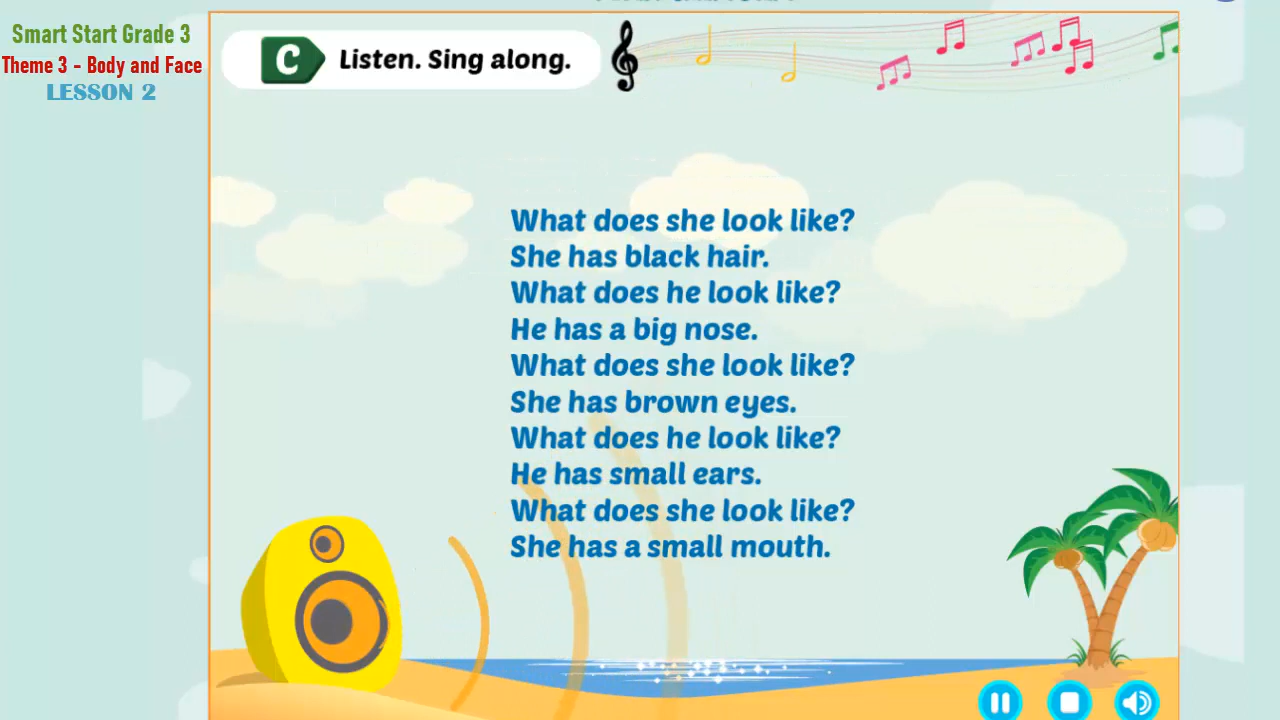 Smart Start Grade 3
Theme 3 - Body and Face
LESSON 2
C Listen. Sing along.
What does she look like?
She has black hair.
What does he look like?
He has a big nose.
What does she look like?
She has brown eyes.
What does he look like?
He has small ears.
What does she look like?
She has a small mouth.